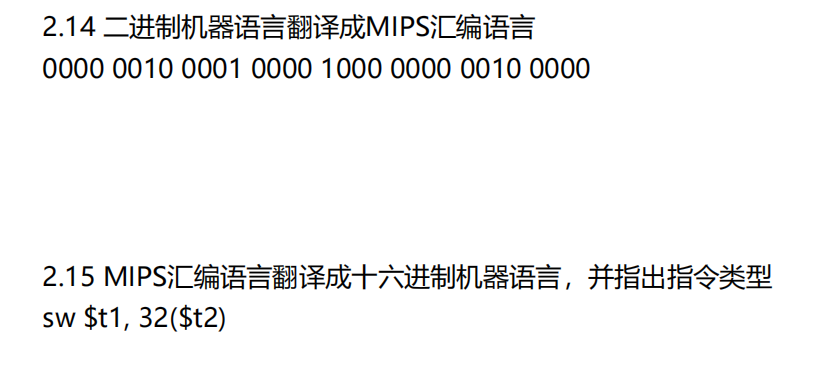 2.14 二进制机器语言翻译成MIPS汇编语言
0000 0010 0001 0000 1000 0000 0010 0000
2.15 MIPS汇编语言翻译成十六进制机器语言，并指出指令类型
sw $t1, 32($t2)